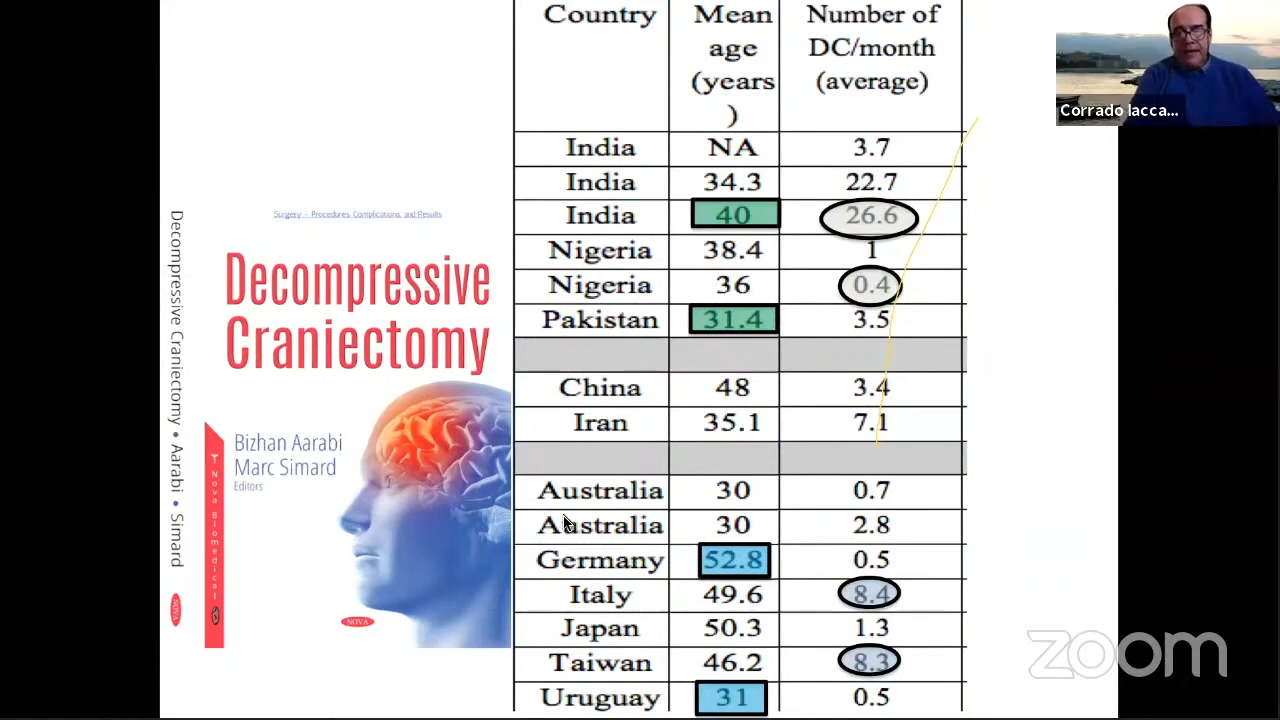 Decompressive Craniectomy • Aarabi • Simard
NOVA
Nova Biomedical
Surgery – Procedures, Complications, and Results
Decompressive
Craniectomy
Bizhan Aarabi
Marc Simard
Editors
NOVA
Country Mean age (years) Number of DC/month (average)
India NA 3.7
India 34.3 22.7
India 40 26.6
Nigeria 38.4 1
Nigeria 36 0.4
Pakistan 31.4 3.5
China 48 3.4
Iran 35.1 7.1
Australia 30 0.7
Australia 30 2.8
Germany 52.8 0.5
Italy 49.6 8.4
Japan 50.3 1.3
Taiwan 46.2 8.3
Uruguay 31 0.5
Corrado Iacca...
zoom